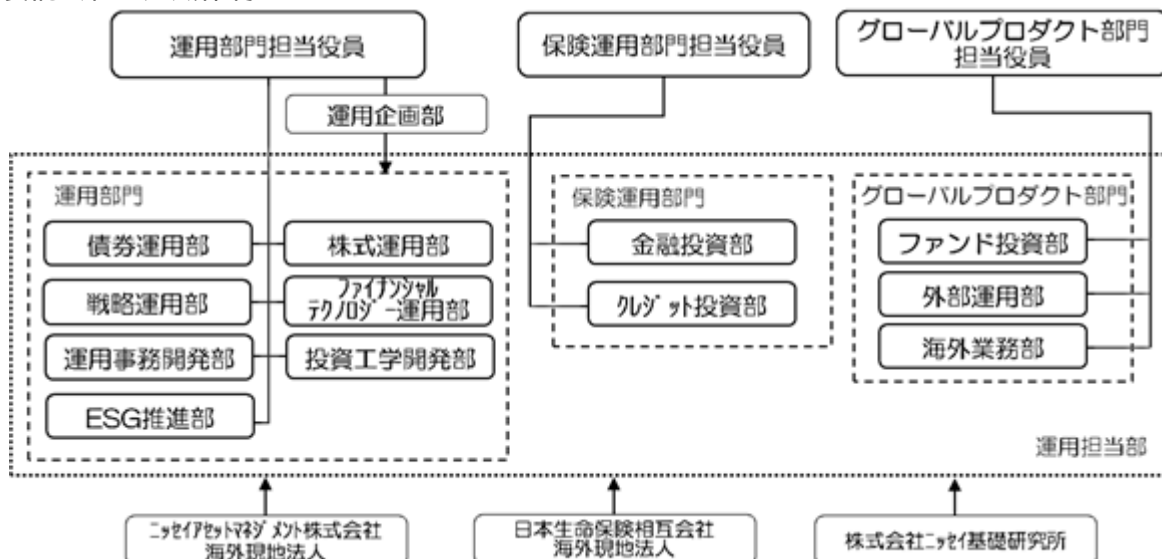 運用部門担当役員
保険運用部門担当役員
グローバルプロダクト部門
担当役員
運用企画部
運用部門
債券運用部
株式運用部
戦略運用部
ファイナンシャル
テクノロジー運用部
運用事務開発部
投資工学開発部
ESG推進部
保険運用部門
金融投資部
クレジット投資部
グローバルプロダクト部門
ファンド投資部
外部運用部
海外業務部
運用担当部
ニッセイアセットマネジメント株式会社
海外現地法人
日本生命保険相互会社
海外現地法人
株式会社ニッセイ基礎研究所